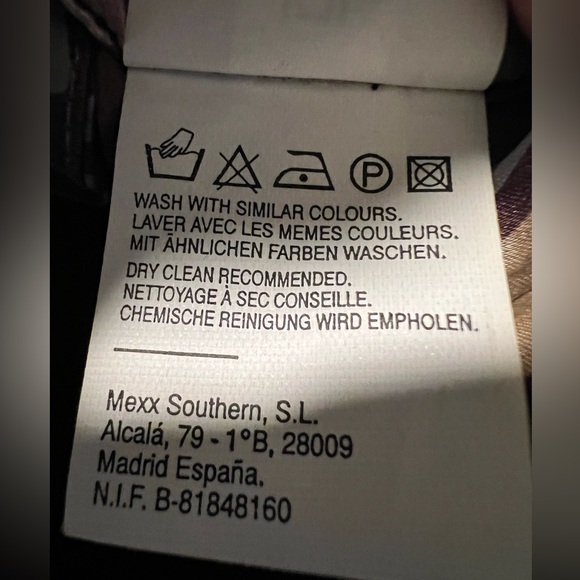 P
WASH WITH SIMILAR COLOURS.
LAVER AVEC LES MEMES COULEURS.
MIT ÄHNLICHEN FARBEN WASCHEN.
DRY CLEAN RECOMMENDED.
NETTOYAGE À SEC CONSEILLE.
CHEMISCHE REINIGUNG WIRD EMPHOLEN.
Mexx Southern, S.L.
Alcalá, 79 - 1°B, 28009
Madrid España.
N.I.F. B-81848160